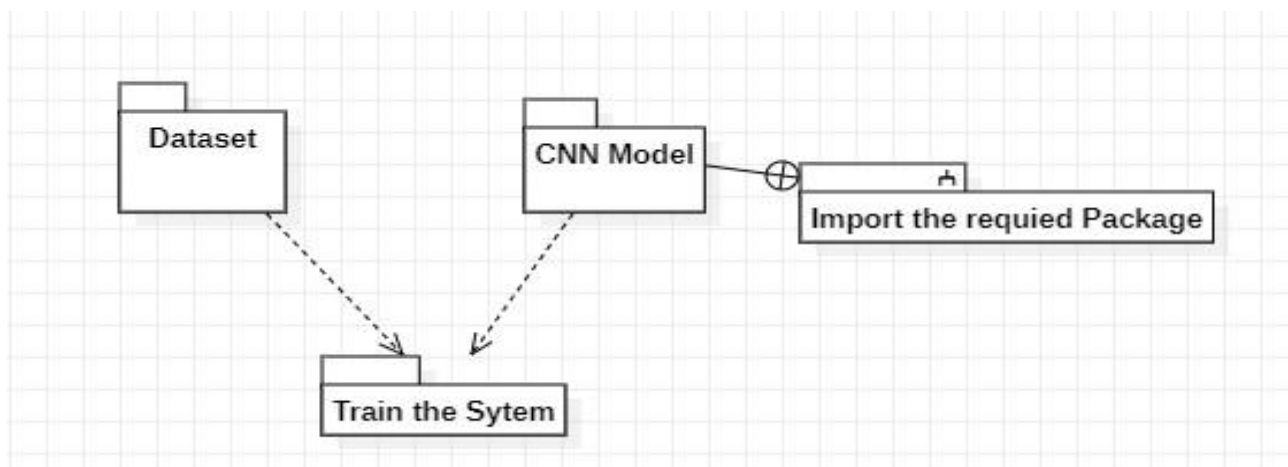 Dataset
CNN Model
Import the requied Package
Train the Sytem